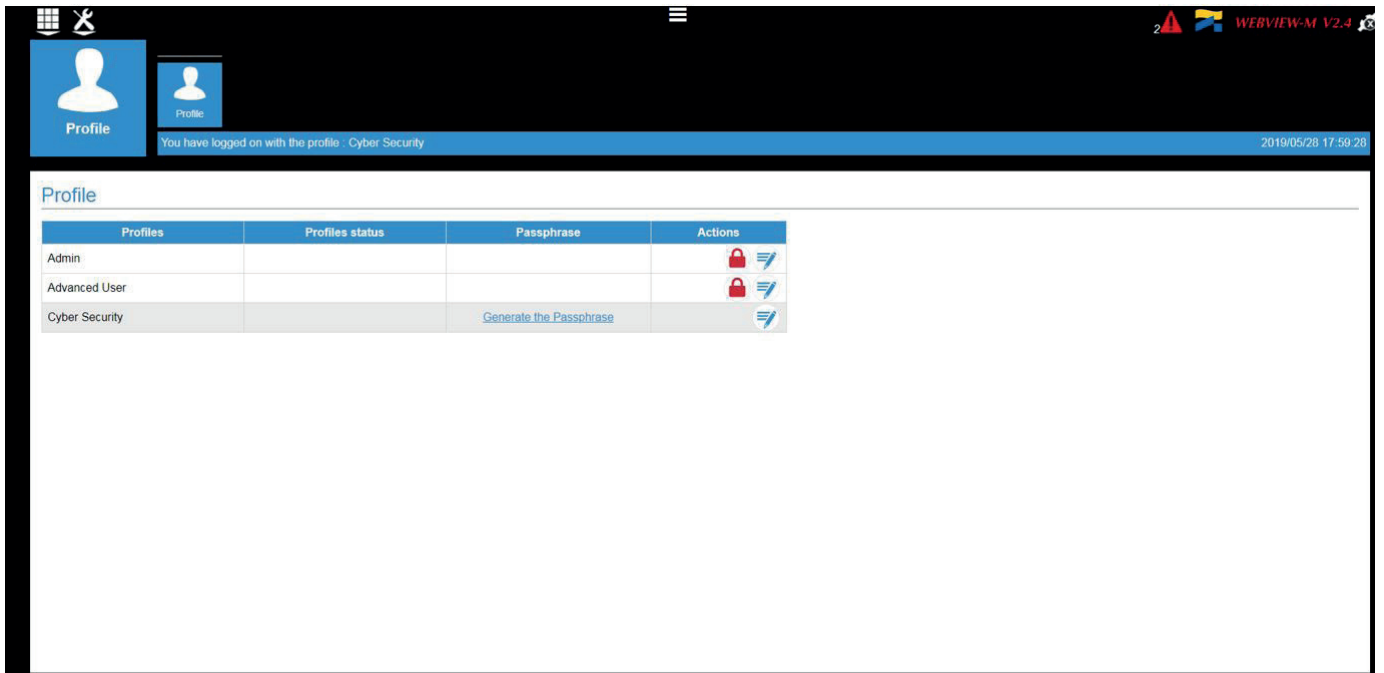 2
WEBVIEW-M V2.4
Profile
Profile
You have logged on with the profile : Cyber Security 2019/05/28 17:59:28
Profile
Profiles Profiles status Passphrase Actions
Admin
Advanced User
Cyber Security Generate the Passphrase